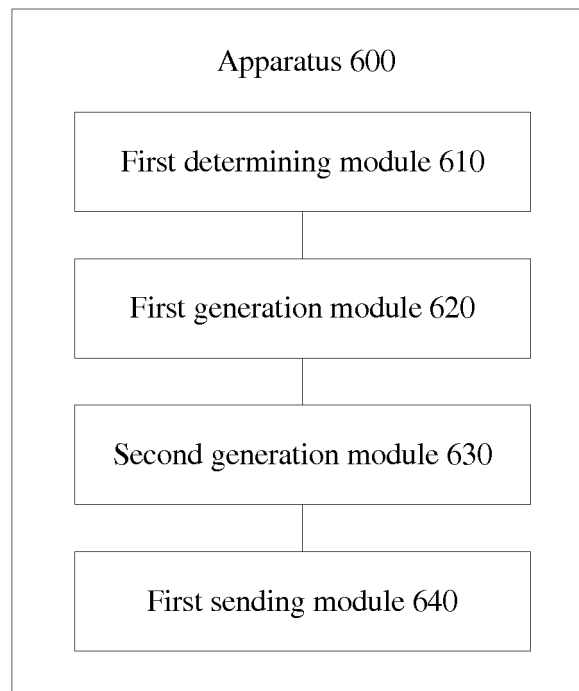 Apparatus 600
First determining module 610
First generation module 620
Second generation module 630
First sending module 640